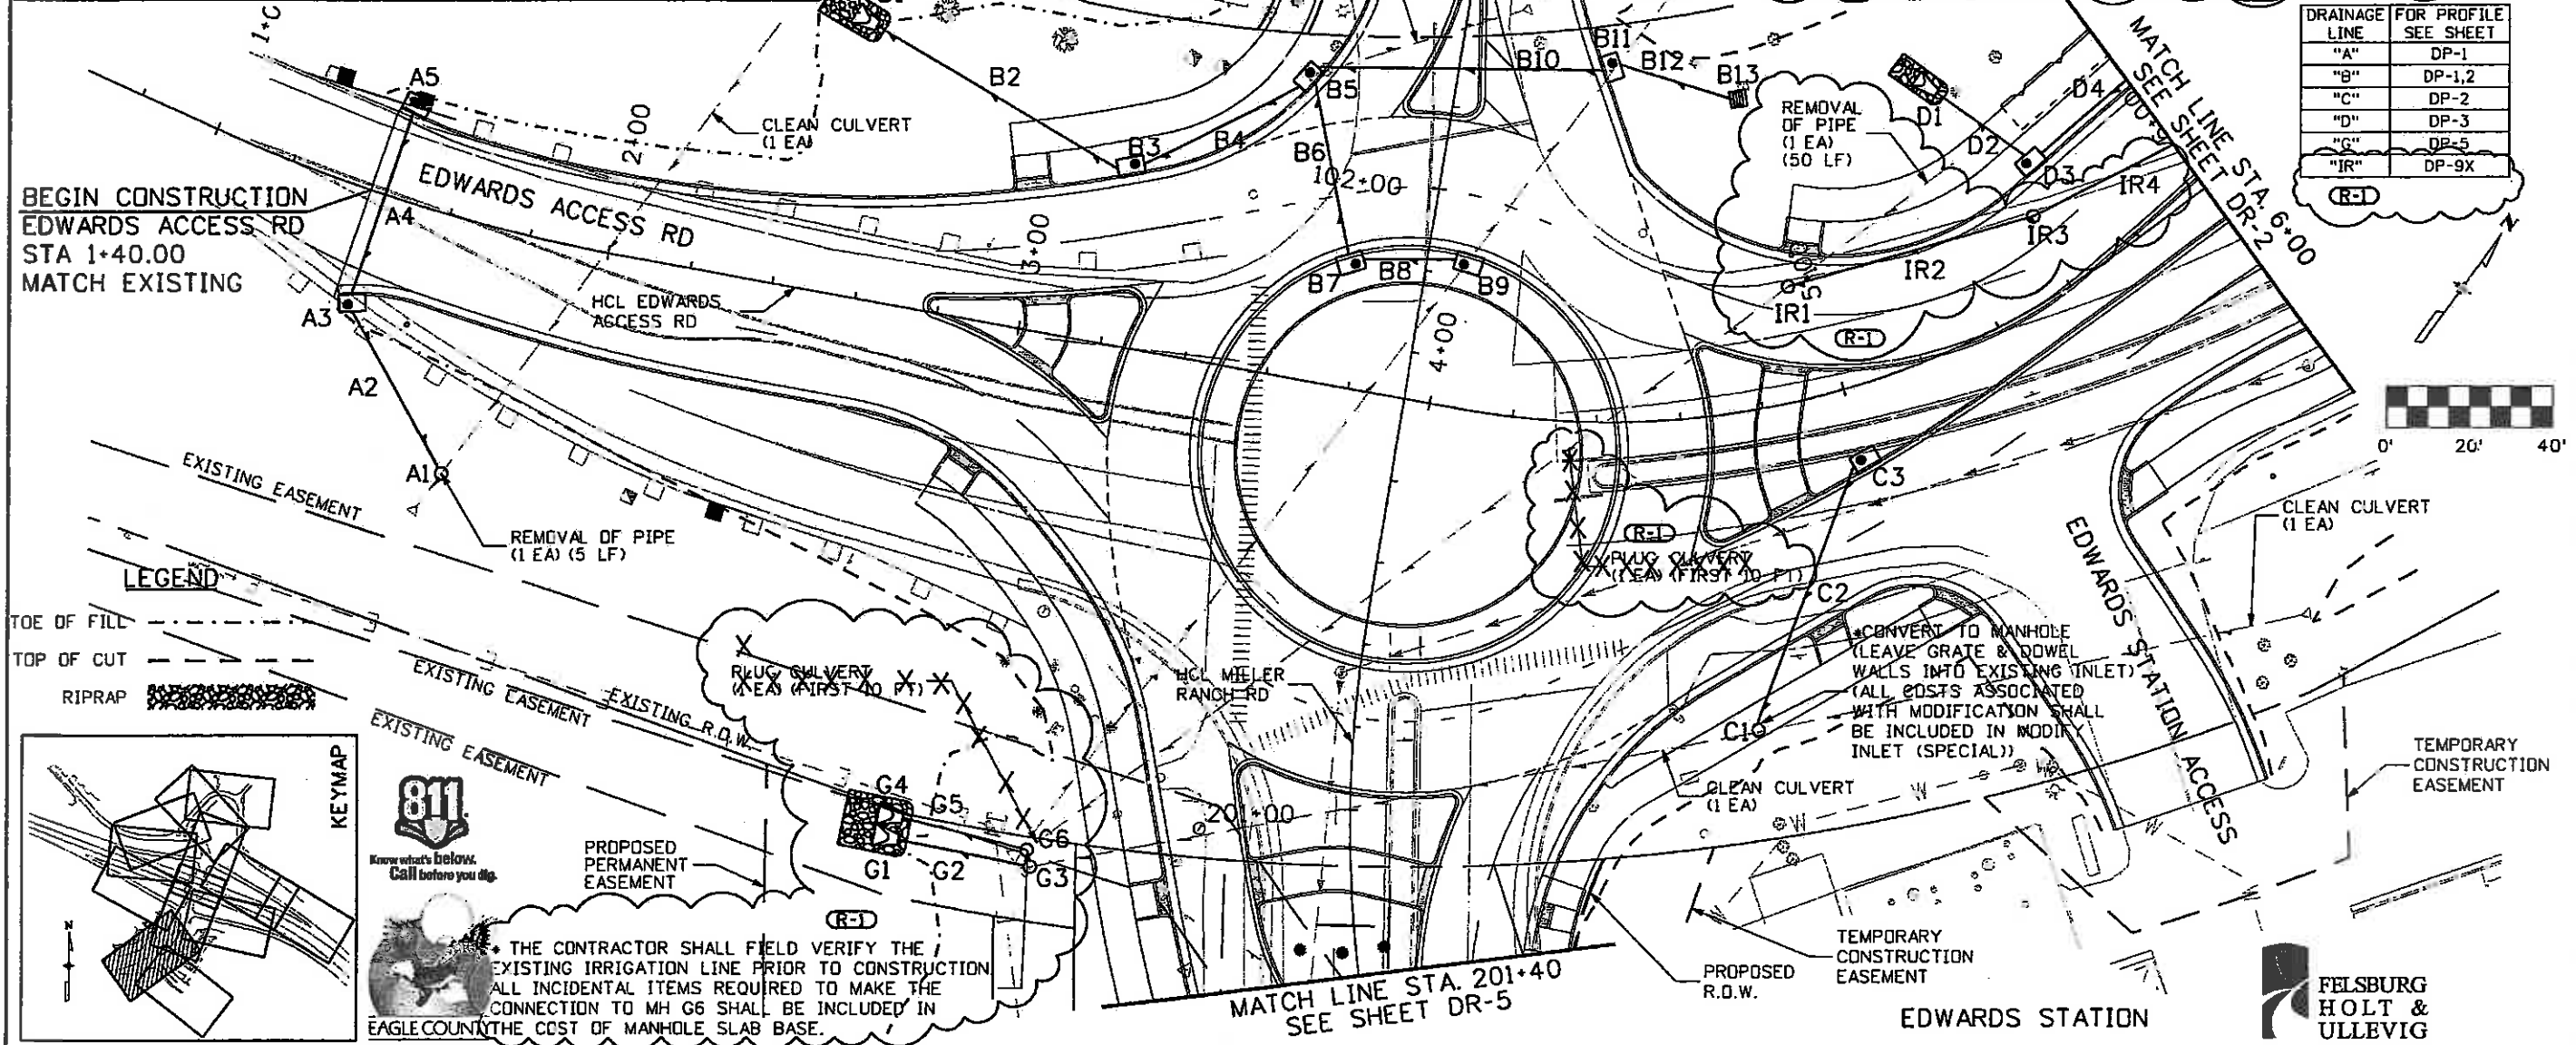 DRAINAGE LINE FOR PROFILE SEE SHEET
"A" DP-1
"B" DP-1,2
"C" DP-2
"D" DP-3
"G" DP-5
"IR" DP-9X
R-1
MATCH LINE STA. 6+00
SEE SHEET DR-2
N
0' 20' 40'
A5
2+00
CLEAN CULVERT
(1 EA)
B2
B3
B4
B5
B6
102+00
B10
B11
B12
B13
REMOVAL
OF PIPE
(1 EA)
(50 LF)
D1
D2
D3
D4
IR4
IR3
IR2
IR1
R-1
BEGIN CONSTRUCTION
EDWARDS ACCESS RD
STA 1+40.00
MATCH EXISTING
EDWARDS ACCESS RD
A4
A3
A2
A1
3+00
HCL EDWARDS
ACCESS RD
B7
B8
B9
4+00
EXISTING EASEMENT
REMOVAL OF PIPE
(1 EA) (5 LF)
R-1
PLUG CULVERT
(1 EA) (FIRST 10 FT)
C3
C2
C1
EDWARDS STATION ACCESS
CLEAN CULVERT
(1 EA)
LEGEND
TOE OF FILL
TOP OF CUT
RIPRAP
EXISTING EASEMENT
EXISTING R.O.W.
EXISTING EASEMENT
PLUG CULVERT
(1 EA) (FIRST 10 FT)
HCL MILLER
RANCH RD
*CONVERT TO MANHOLE
(LEAVE GRATE & DOWEL
WALLS INTO EXISTING INLET)
(ALL COSTS ASSOCIATED
WITH MODIFICATION SHALL
BE INCLUDED IN MODIFY
INLET (SPECIAL))
CLEAN CULVERT
(1 EA)
TEMPORARY
CONSTRUCTION
EASEMENT
KEYMAP
N
811
Know what's below.
Call before you dig.
G4
G5
G6
G1
G2
G3
201+00
PROPOSED
PERMANENT
EASEMENT
R-1
* THE CONTRACTOR SHALL FIELD VERIFY THE
EXISTING IRRIGATION LINE PRIOR TO CONSTRUCTION
ALL INCIDENTAL ITEMS REQUIRED TO MAKE THE
CONNECTION TO MH G6 SHALL BE INCLUDED IN
THE COST OF MANHOLE SLAB BASE.
EAGLE COUNTY
MATCH LINE STA. 201+40
SEE SHEET DR-5
PROPOSED
R.O.W.
TEMPORARY
CONSTRUCTION
EASEMENT
EDWARDS STATION
FELSBURG
HOLT &
ULLEVIG